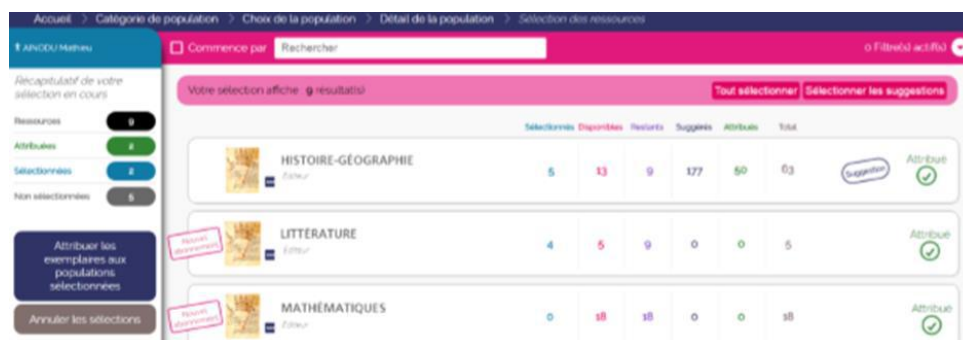 Accueil > Catégorie de population > Choix de la population > Détail de la population > Sélection des ressources
Mathieu
Commence par Rechercher 0 Filtre(s) actif(s)
Récapitulatif de votre
sélection en cours
Votre sélection affiche 9 résultat(s) Tout sélectionner Sélectionner les suggestions
Ressources 9
Attribuées 2
Sélectionnées 2
Non sélectionnées 5
Sélectionnés Disponibles Restants Suggérés Attribués Total
HISTOIRE-GÉOGRAPHIE
Éditeur
5 13 9 177 50 63 Suggestion Attribué
Nouvel abonnement
LITTÉRATURE
Éditeur
4 5 9 0 0 5 Attribué
Nouvel abonnement
MATHÉMATIQUES
Éditeur
0 18 18 0 0 18 Attribué
Attribuer les
exemplaires aux
populations
sélectionnées
Annuler les sélections